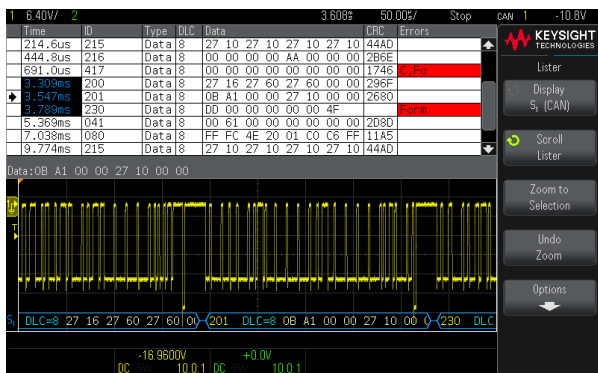 1 6.40V/ 2 3.608s 50.00s/ Stop CAN 1 -10.8V
Time ID Type DLC Data CRC Errors
214.6us 215 Data 8 27 10 27 10 27 10 27 10 44AD
444.8us 216 Data 8 00 00 00 00 AA 00 00 00 2B6E
691.0us 417 Data 8 00 00 00 00 00 00 00 00 1746 C,Fo
3.309ms 200 Data 8 27 16 27 60 27 60 00 00 296F
3.547ms 201 Data 8 0B A1 00 00 27 10 00 00 2680
3.789ms 230 Data 8 DD 00 00 00 00 00 4F Form
5.369ms 041 Data 8 00 61 00 00 00 00 00 00 2D8D
7.038ms 080 Data 8 FF FC 4E 20 01 C0 C6 FF 11A5
9.774ms 215 Data 8 27 10 27 10 27 10 27 10 44AD
Data:0B A1 00 00 27 10 00 00
T
S1 DLC=8 27 16 27 60 27 60 00 201 DLC=8 0B A1 00 00 27 10 00 230 DLC
-16.9600V +0.0V
DC BW 10.0:1 DC BW 10.0:1
KEYSIGHT
TECHNOLOGIES
Lister
Display
S1 (CAN)
Scroll
Lister
Zoom to
Selection
Undo
Zoom
Options